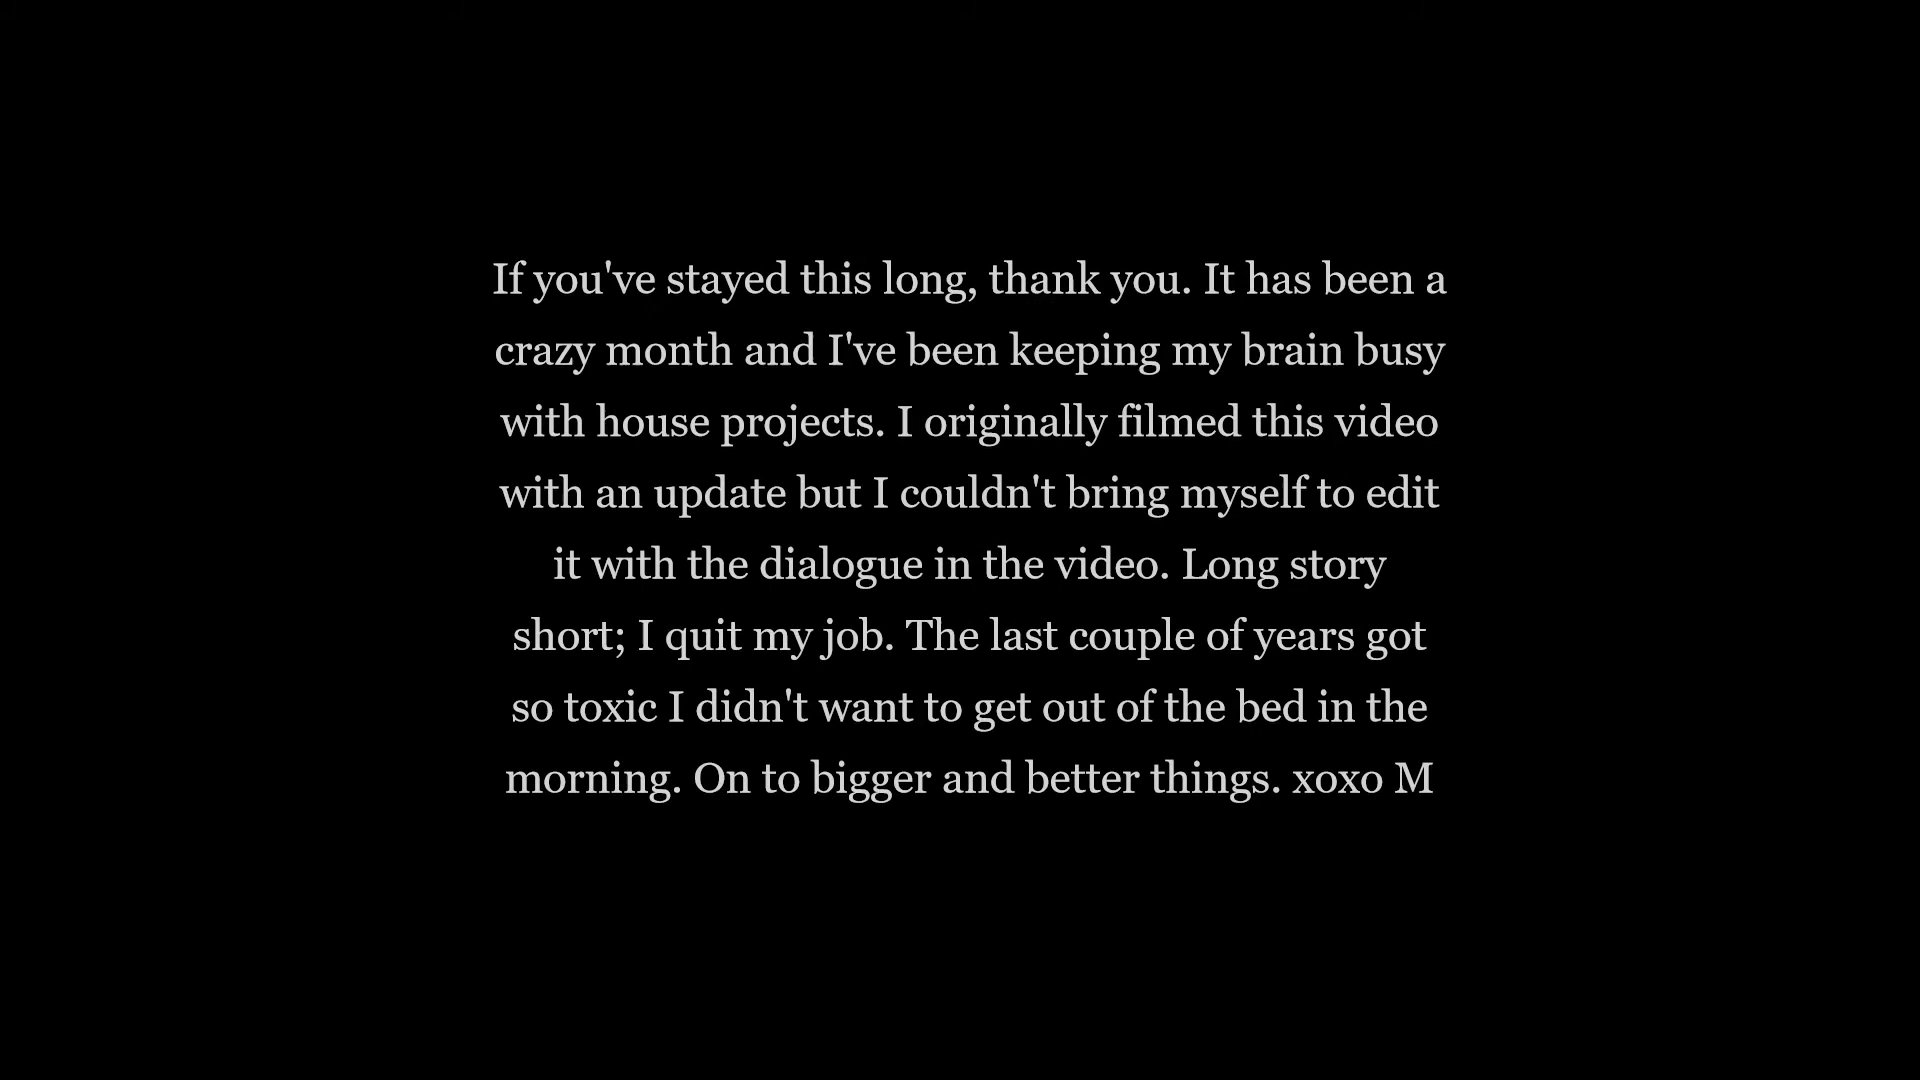 If you've stayed this long, thank you. It has been a
crazy month and I've been keeping my brain busy
with house projects. I originally filmed this video
with an update but I couldn't bring myself to edit
it with the dialogue in the video. Long story
short; I quit my job. The last couple of years got
so toxic I didn't want to get out of the bed in the
morning. On to bigger and better things. xoxo M